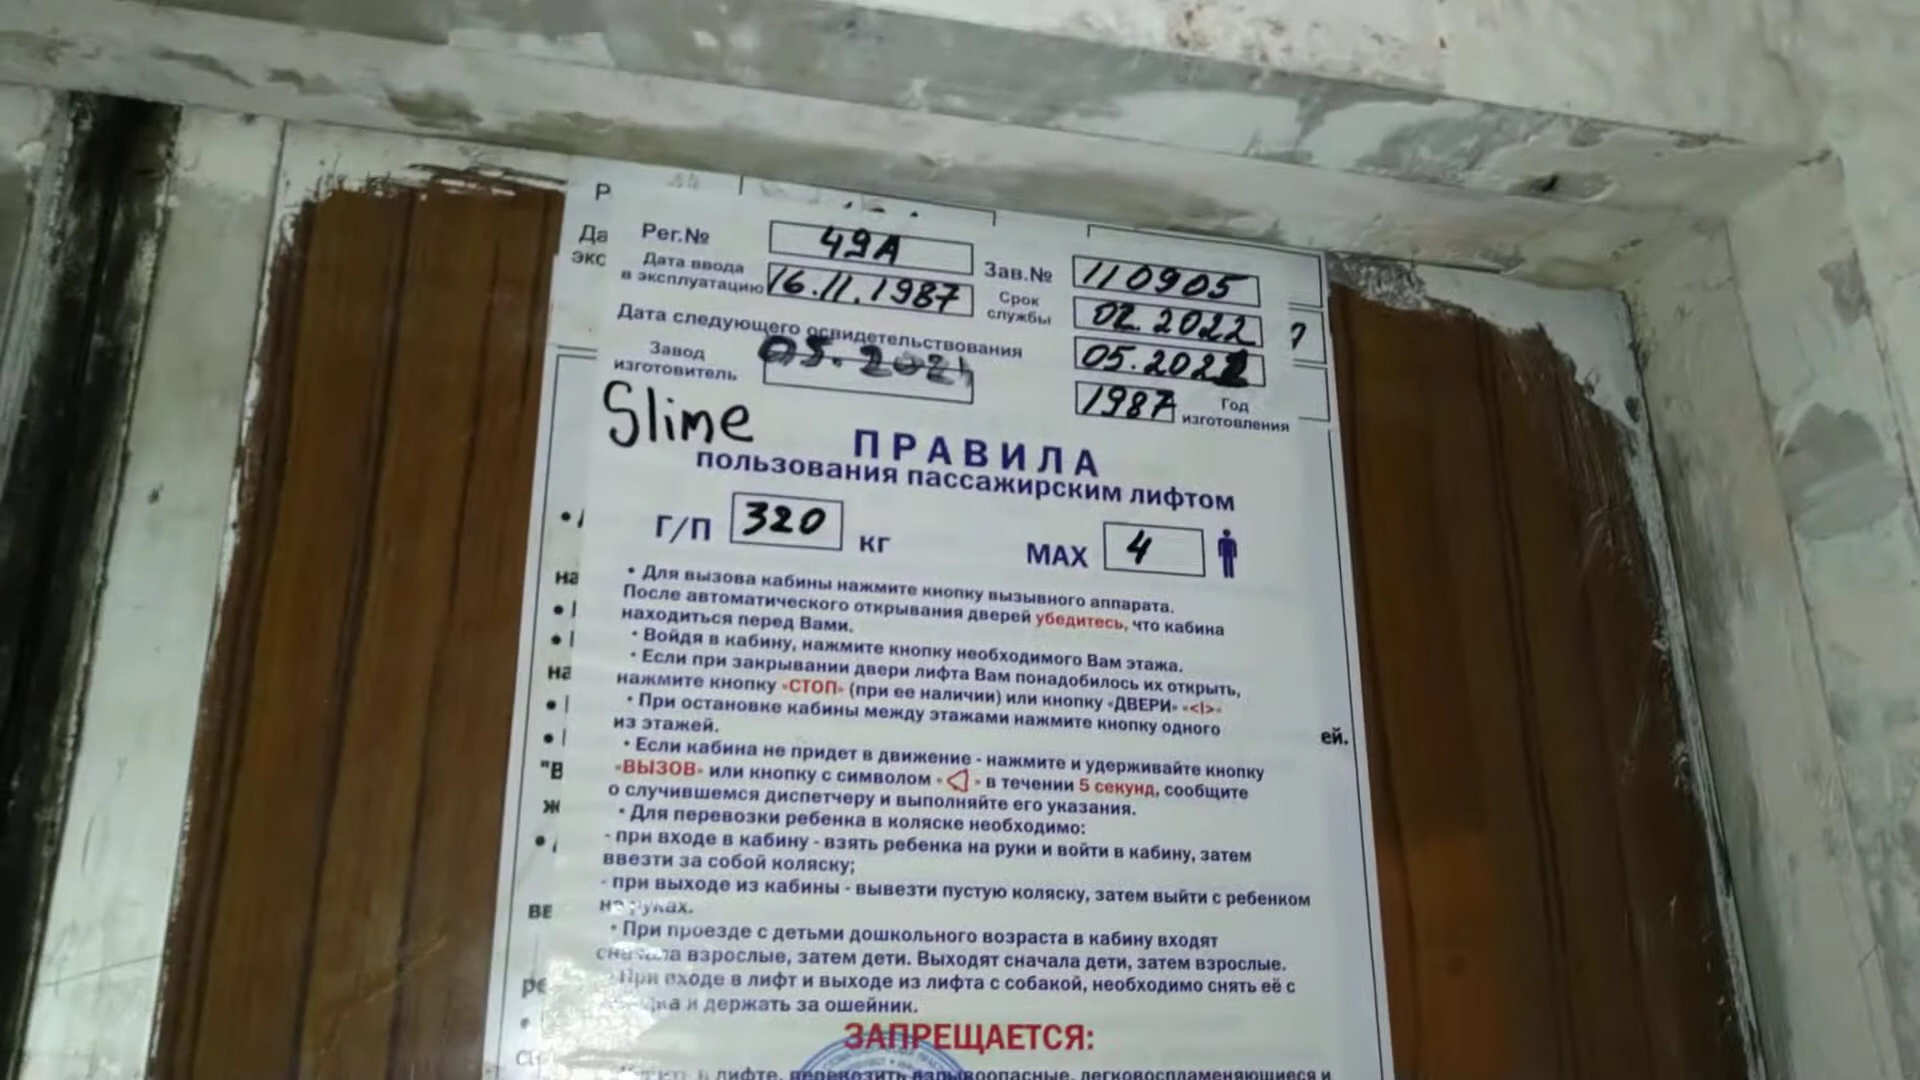 Р
Да
экс
Рег.№ 49А Зав.№ 110905
Дата ввода в эксплуатацию 16.11.1987 Срок службы 02.2022
Дата следующего освидетельствования 05.2022
Завод изготовитель 05.2021 1987 Год изготовления
Slime
ПРАВИЛА
пользования пассажирским лифтом
Г/П 320 КГ MAX 4
• Для вызова кабины нажмите кнопку вызывного аппарата.
После автоматического открывания дверей убедитесь, что кабина
находиться перед Вами.
• Войдя в кабину, нажмите кнопку необходимого Вам этажа.
• Если при закрывании двери лифта Вам понадобилось их открыть,
нажмите кнопку «СТОП» (при ее наличии) или кнопку «ДВЕРИ» «<I>»
• При остановке кабины между этажами нажмите кнопку одного
из этажей.
ей.
• Если кабина не придет в движение - нажмите и удерживайте кнопку
«ВЫЗОВ» или кнопку с символом « » в течении 5 секунд, сообщите
о случившемся диспетчеру и выполняйте его указания.
• Для перевозки ребенка в коляске необходимо:
- при входе в кабину - взять ребенка на руки и войти в кабину, затем
ввезти за собой коляску;
- при выходе из кабины - вывезти пустую коляску, затем выйти с ребенком
на руках.
• При проезде с детьми дошкольного возраста в кабину входят
сначала взрослые, затем дети. Выходят сначала дети, затем взрослые.
При входе в лифт и выходе из лифта с собакой, необходимо снять её с
и держать за ошейник.
ЗАПРЕЩАЕТСЯ:
в лифте, перевозить взрывоопасные, легковоспламеняющиеся и